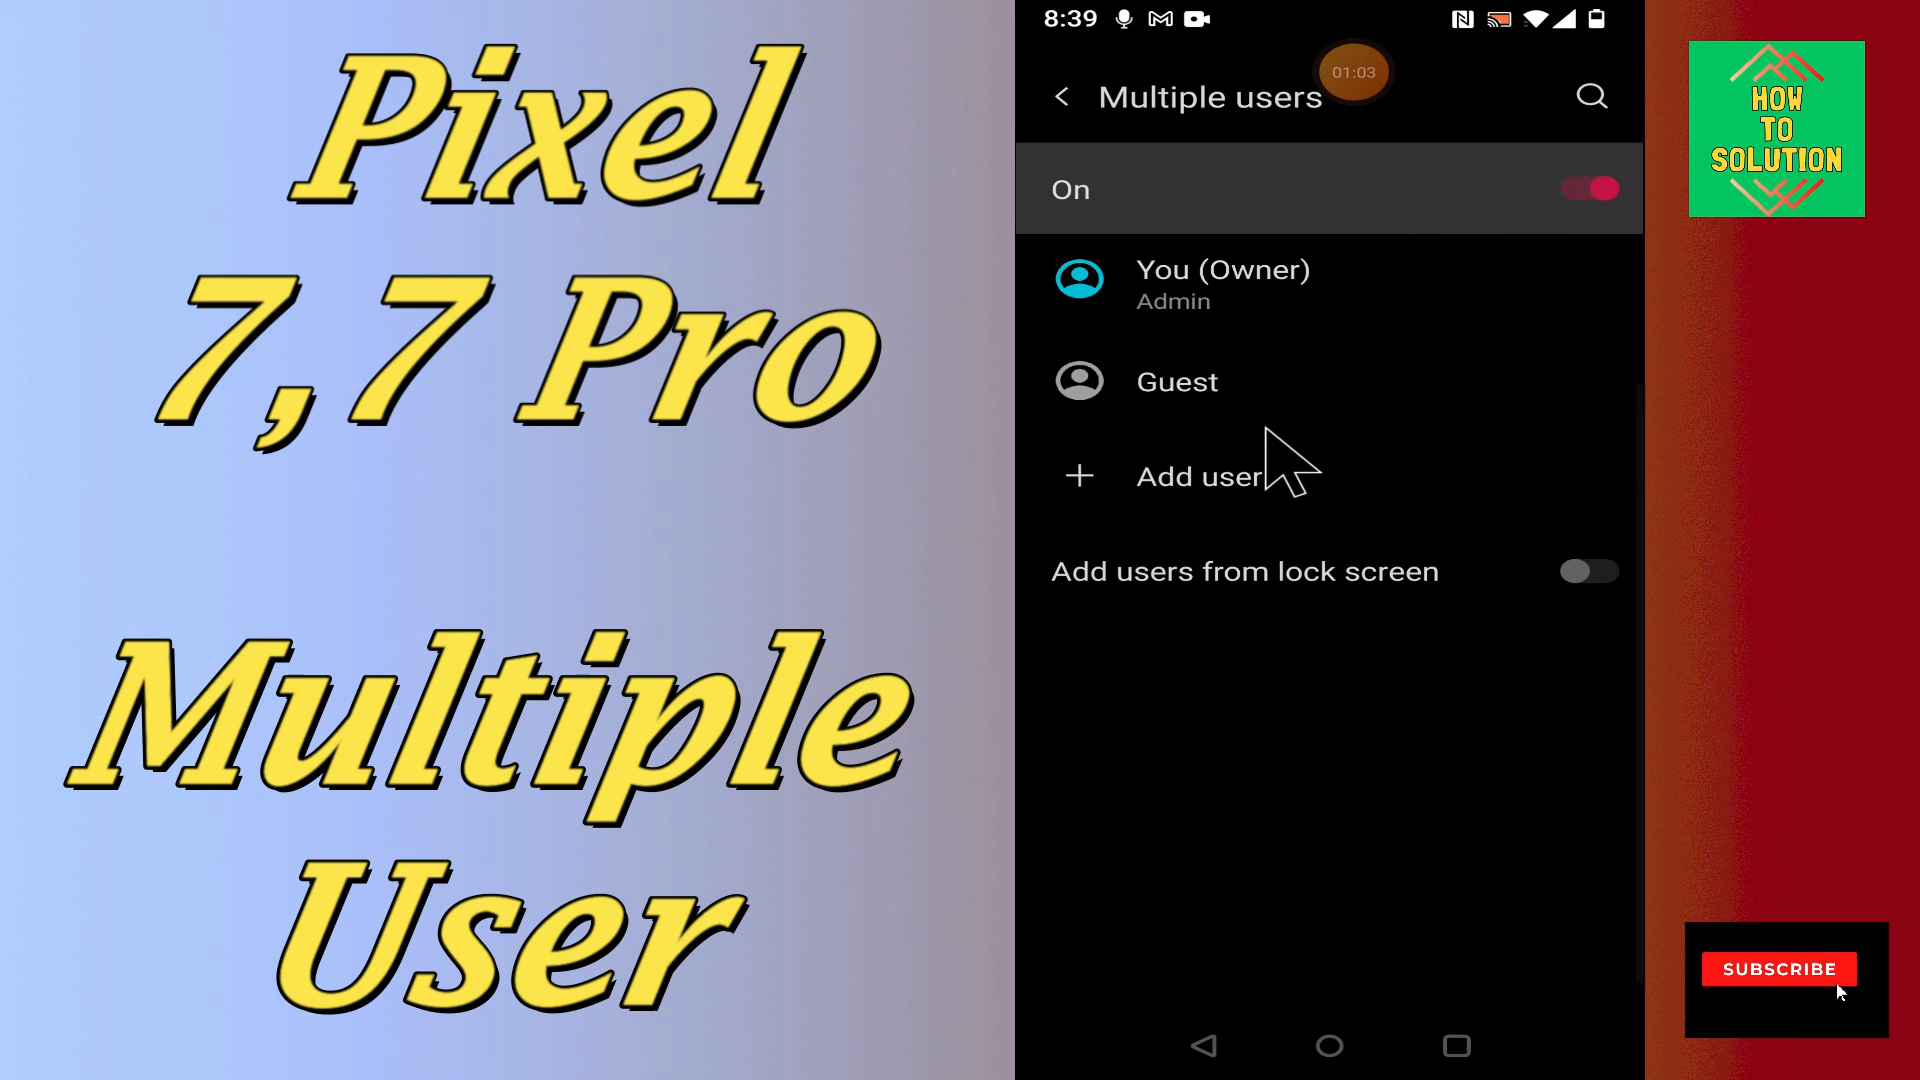 Pixel
7,7 Pro
Multiple
User
8:39
01:03
Multiple users
On
You (Owner)
Admin
Guest
Add user
Add users from lock screen
HOW
TO
SOLUTION
SUBSCRIBE